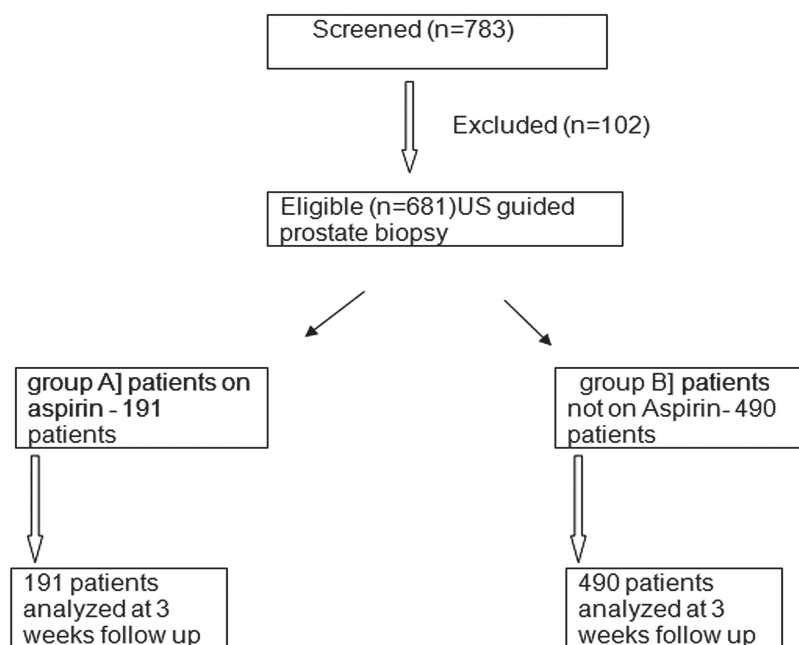 Screened (n=783)
Excluded (n=102)
Eligible (n=681)US guided
prostate biopsy
group A] patients on
aspirin - 191
patients
group B] patients
not on Aspirin- 490
patients
191 patients
analyzed at 3
weeks follow up
490 patients
analyzed at 3
weeks follow up